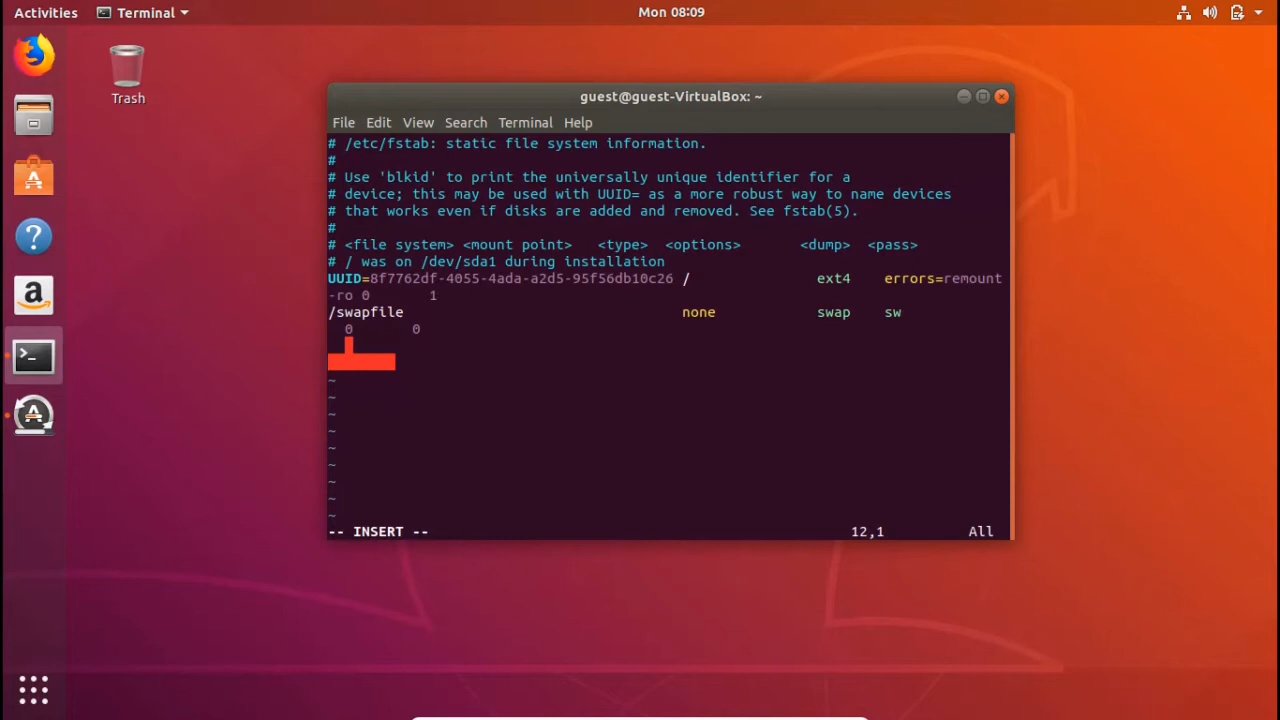 Activities Terminal Mon 08:09
Trash
guest@guest-VirtualBox: ~
File Edit View Search Terminal Help
# /etc/fstab: static file system information.
#
# Use 'blkid' to print the universally unique identifier for a
# device; this may be used with UUID= as a more robust way to name devices
# that works even if disks are added and removed. See fstab(5).
#
# <file system> <mount point>   <type>  <options>       <dump>  <pass>
# / was on /dev/sda1 during installation
UUID=8f7762df-4055-4ada-a2d5-95f56db10c26 /               ext4    errors=remount
-ro 0       1
/swapfile                                 none            swap    sw
  0       0
~
~
~
~
~
~
~
~
~
-- INSERT --                                                  12,1          All